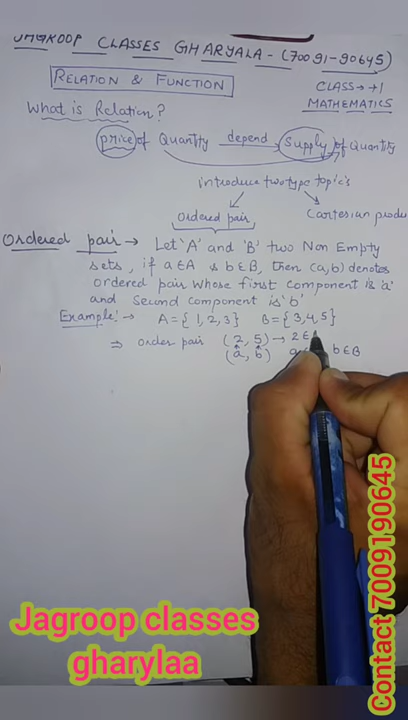 JAGROOP CLASSES GHARYALA - (70091-90645)
RELATION & FUNCTION
CLASS → +1
MATHEMATICS
What is Relation?
price of Quantity depend Supply of Quantity
introduce two type topics
Ordered pair
Cartesian produ
Ordered pair → Let 'A' and 'B' two Non Empty
sets, if a∈A & b∈B, then (a,b) denotes
ordered pair whose first component is 'a'
and Second component is 'b'
Example:→ A={1,2,3} B={3,4,5}
⇒ order pair (2, 5) → 2∈
(a, b) a b∈B
Jagroop classes
gharylaa
Contact 70091190645